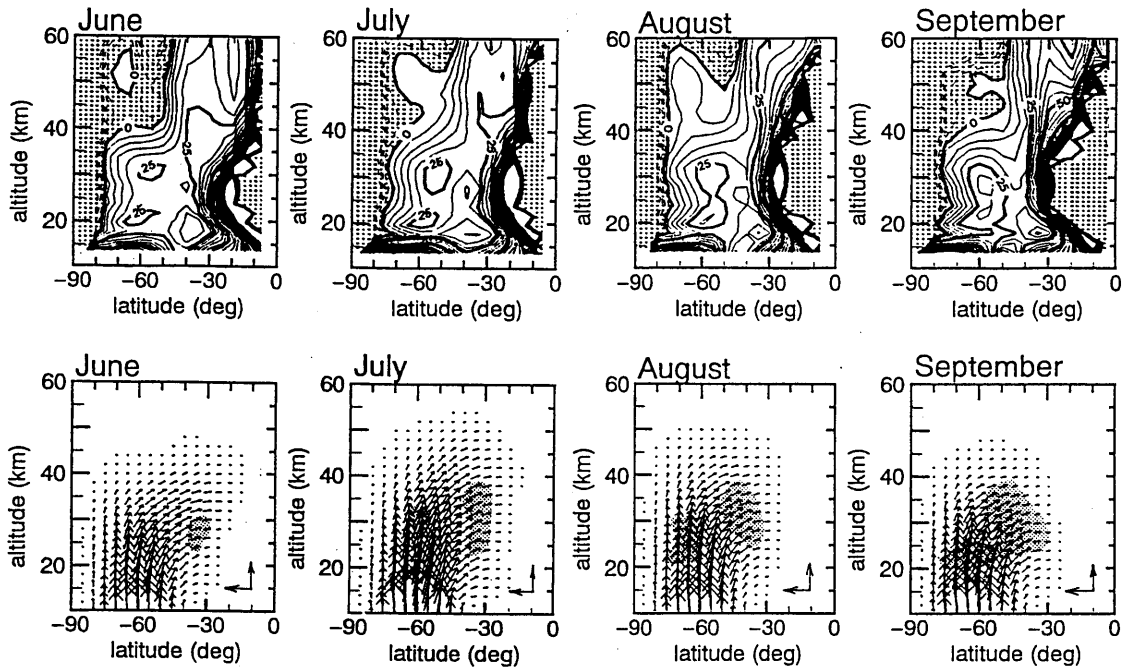 June July August September
60 60 60 60
altitude (km) altitude (km) altitude (km) altitude (km)
40 40 40 40
20 20 20 20
0 0 0 0
25 25 25 25
25 25 25 50
25 25 25
−90 −60 −30 0 −90 −60 −30 0 −90 −60 −30 0 −90 −60 −30 0
latitude (deg) latitude (deg) latitude (deg) latitude (deg)
June July August September
60 60 60 60
altitude (km) altitude (km) altitude (km) altitude (km)
40 40 40 40
20 20 20 20
−90 −60 −30 0 −90 −60 −30 0 −90 −60 −30 0 −90 −60 −30 0
latitude (deg) latitude (deg) latitude (deg) latitude (deg)